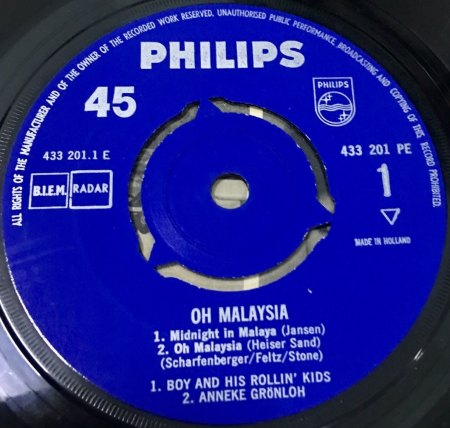 ALL RIGHTS OF THE MANUFACTURER AND OF THE OWNER OF THE RECORDED WORK RESERVED. UNAUTHORISED PUBLIC PERFORMANCE, BROADCASTING AND COPYING OF THIS RECORD PROHIBITED.
PHILIPS
45
PHILIPS
433 201.1 E
433 201 PE
B.I.E.M.
RADAR
1
MADE IN HOLLAND
OH MALAYSIA
1. Midnight in Malaya (Jansen)
2. Oh Malaysia (Heiser Sand)
(Scharfenberger/Feltz/Stone)
1. BOY AND HIS ROLLIN' KIDS
2. ANNEKE GRÖNLOH